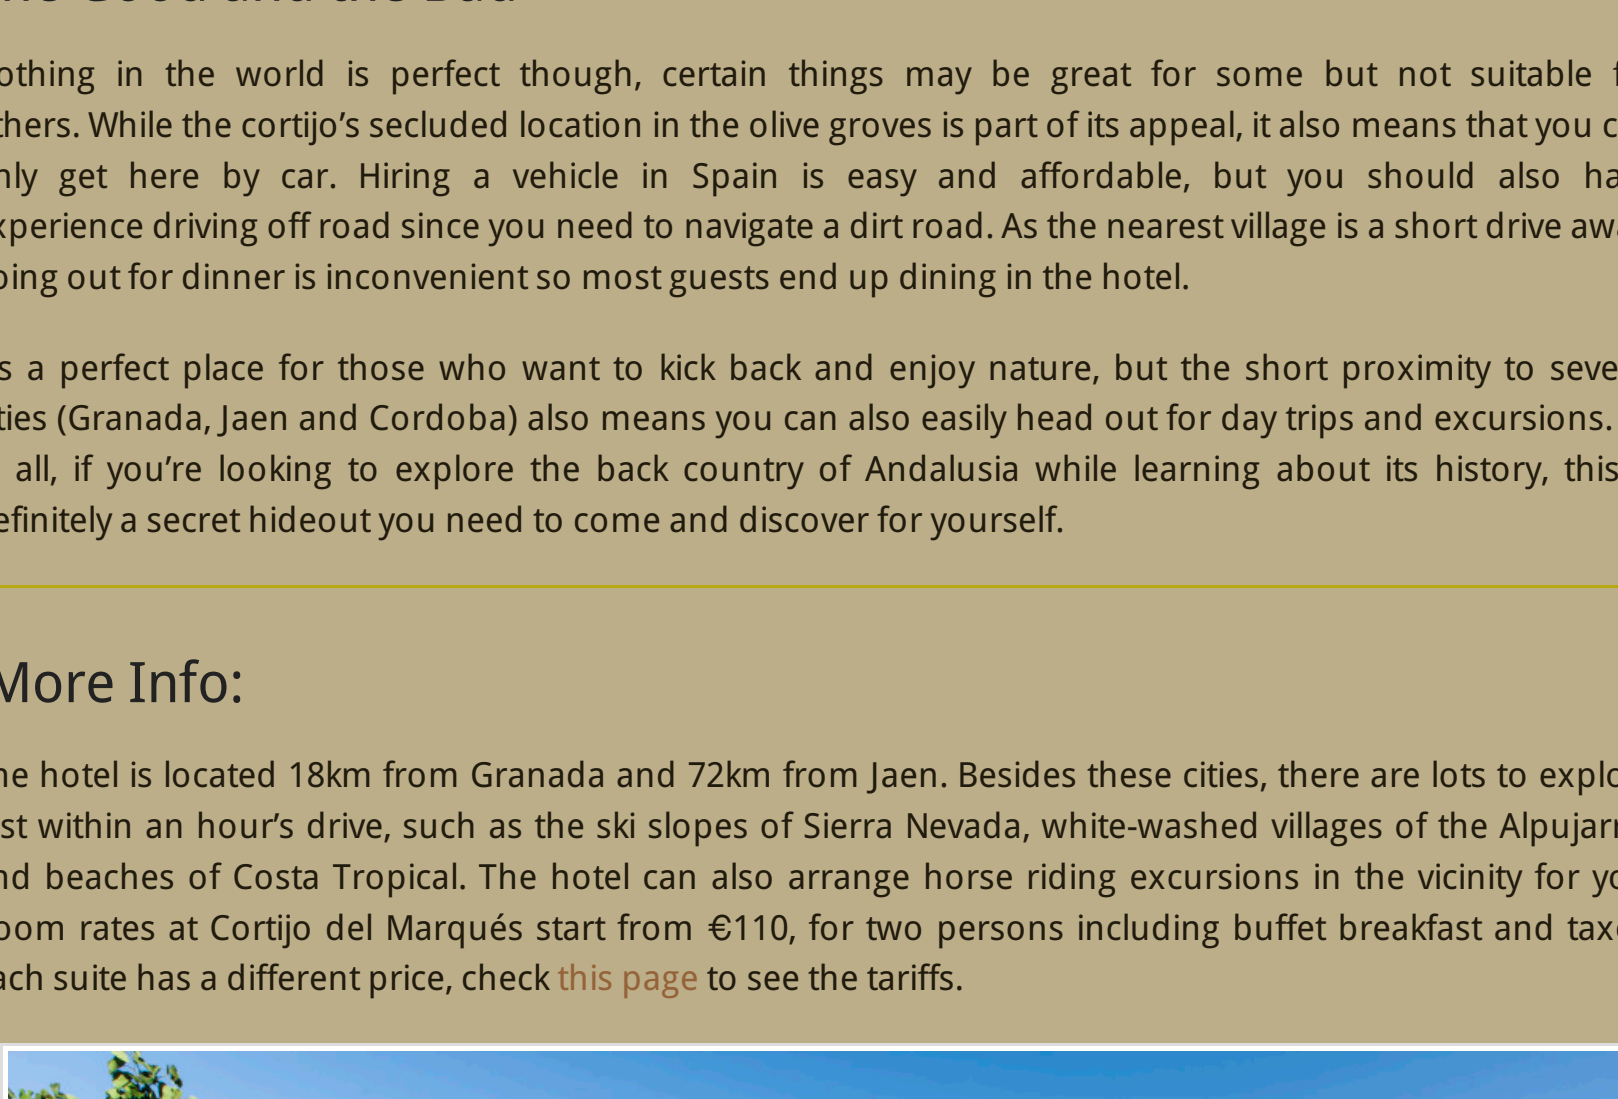 he Good and the Bad
othing in the world is perfect though, certain things may be great for some but not suitable f
thers. While the cortijo’s secluded location in the olive groves is part of its appeal, it also means that you c
nly get here by car. Hiring a vehicle in Spain is easy and affordable, but you should also ha
xperience driving off road since you need to navigate a dirt road. As the nearest village is a short drive awa
oing out for dinner is inconvenient so most guests end up dining in the hotel.
s a perfect place for those who want to kick back and enjoy nature, but the short proximity to seve
ties (Granada, Jaen and Cordoba) also means you can also easily head out for day trips and excursions.
all, if you’re looking to explore the back country of Andalusia while learning about its history, this
efinitely a secret hideout you need to come and discover for yourself.
More Info:
he hotel is located 18km from Granada and 72km from Jaen. Besides these cities, there are lots to explo
st within an hour’s drive, such as the ski slopes of Sierra Nevada, white-washed villages of the Alpujarr
nd beaches of Costa Tropical. The hotel can also arrange horse riding excursions in the vicinity for yo
oom rates at Cortijo del Marqués start from €110, for two persons including buffet breakfast and taxe
ach suite has a different price, check this page to see the tariffs.